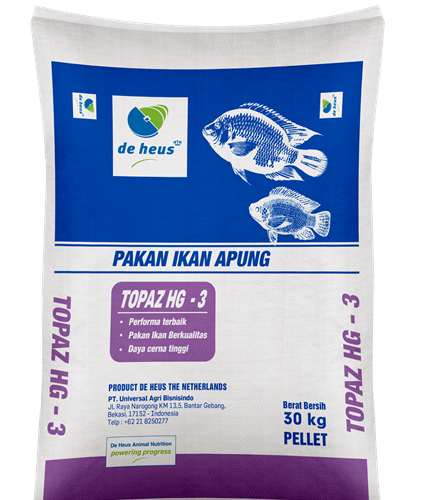 de heus
de heus
de heus
PAKAN IKAN APUNG
TOPAZ HG - 3
• Performa terbaik
• Pakan Ikan Berkualitas
• Daya cerna tinggi
TOPAZ HG - 3
TOPAZ HG - 3
PRODUCT DE HEUS THE NETHERLANDS
PT. Universal Agri Bisnisindo
JL Raya Narogong KM 13,5, Bantar Gebang,
Bekasi, 17152 - Indonesia
Telp : +62 21 8250277
Berat Bersih
30 kg
PELLET
De Heus Animal Nutrition
powering progress